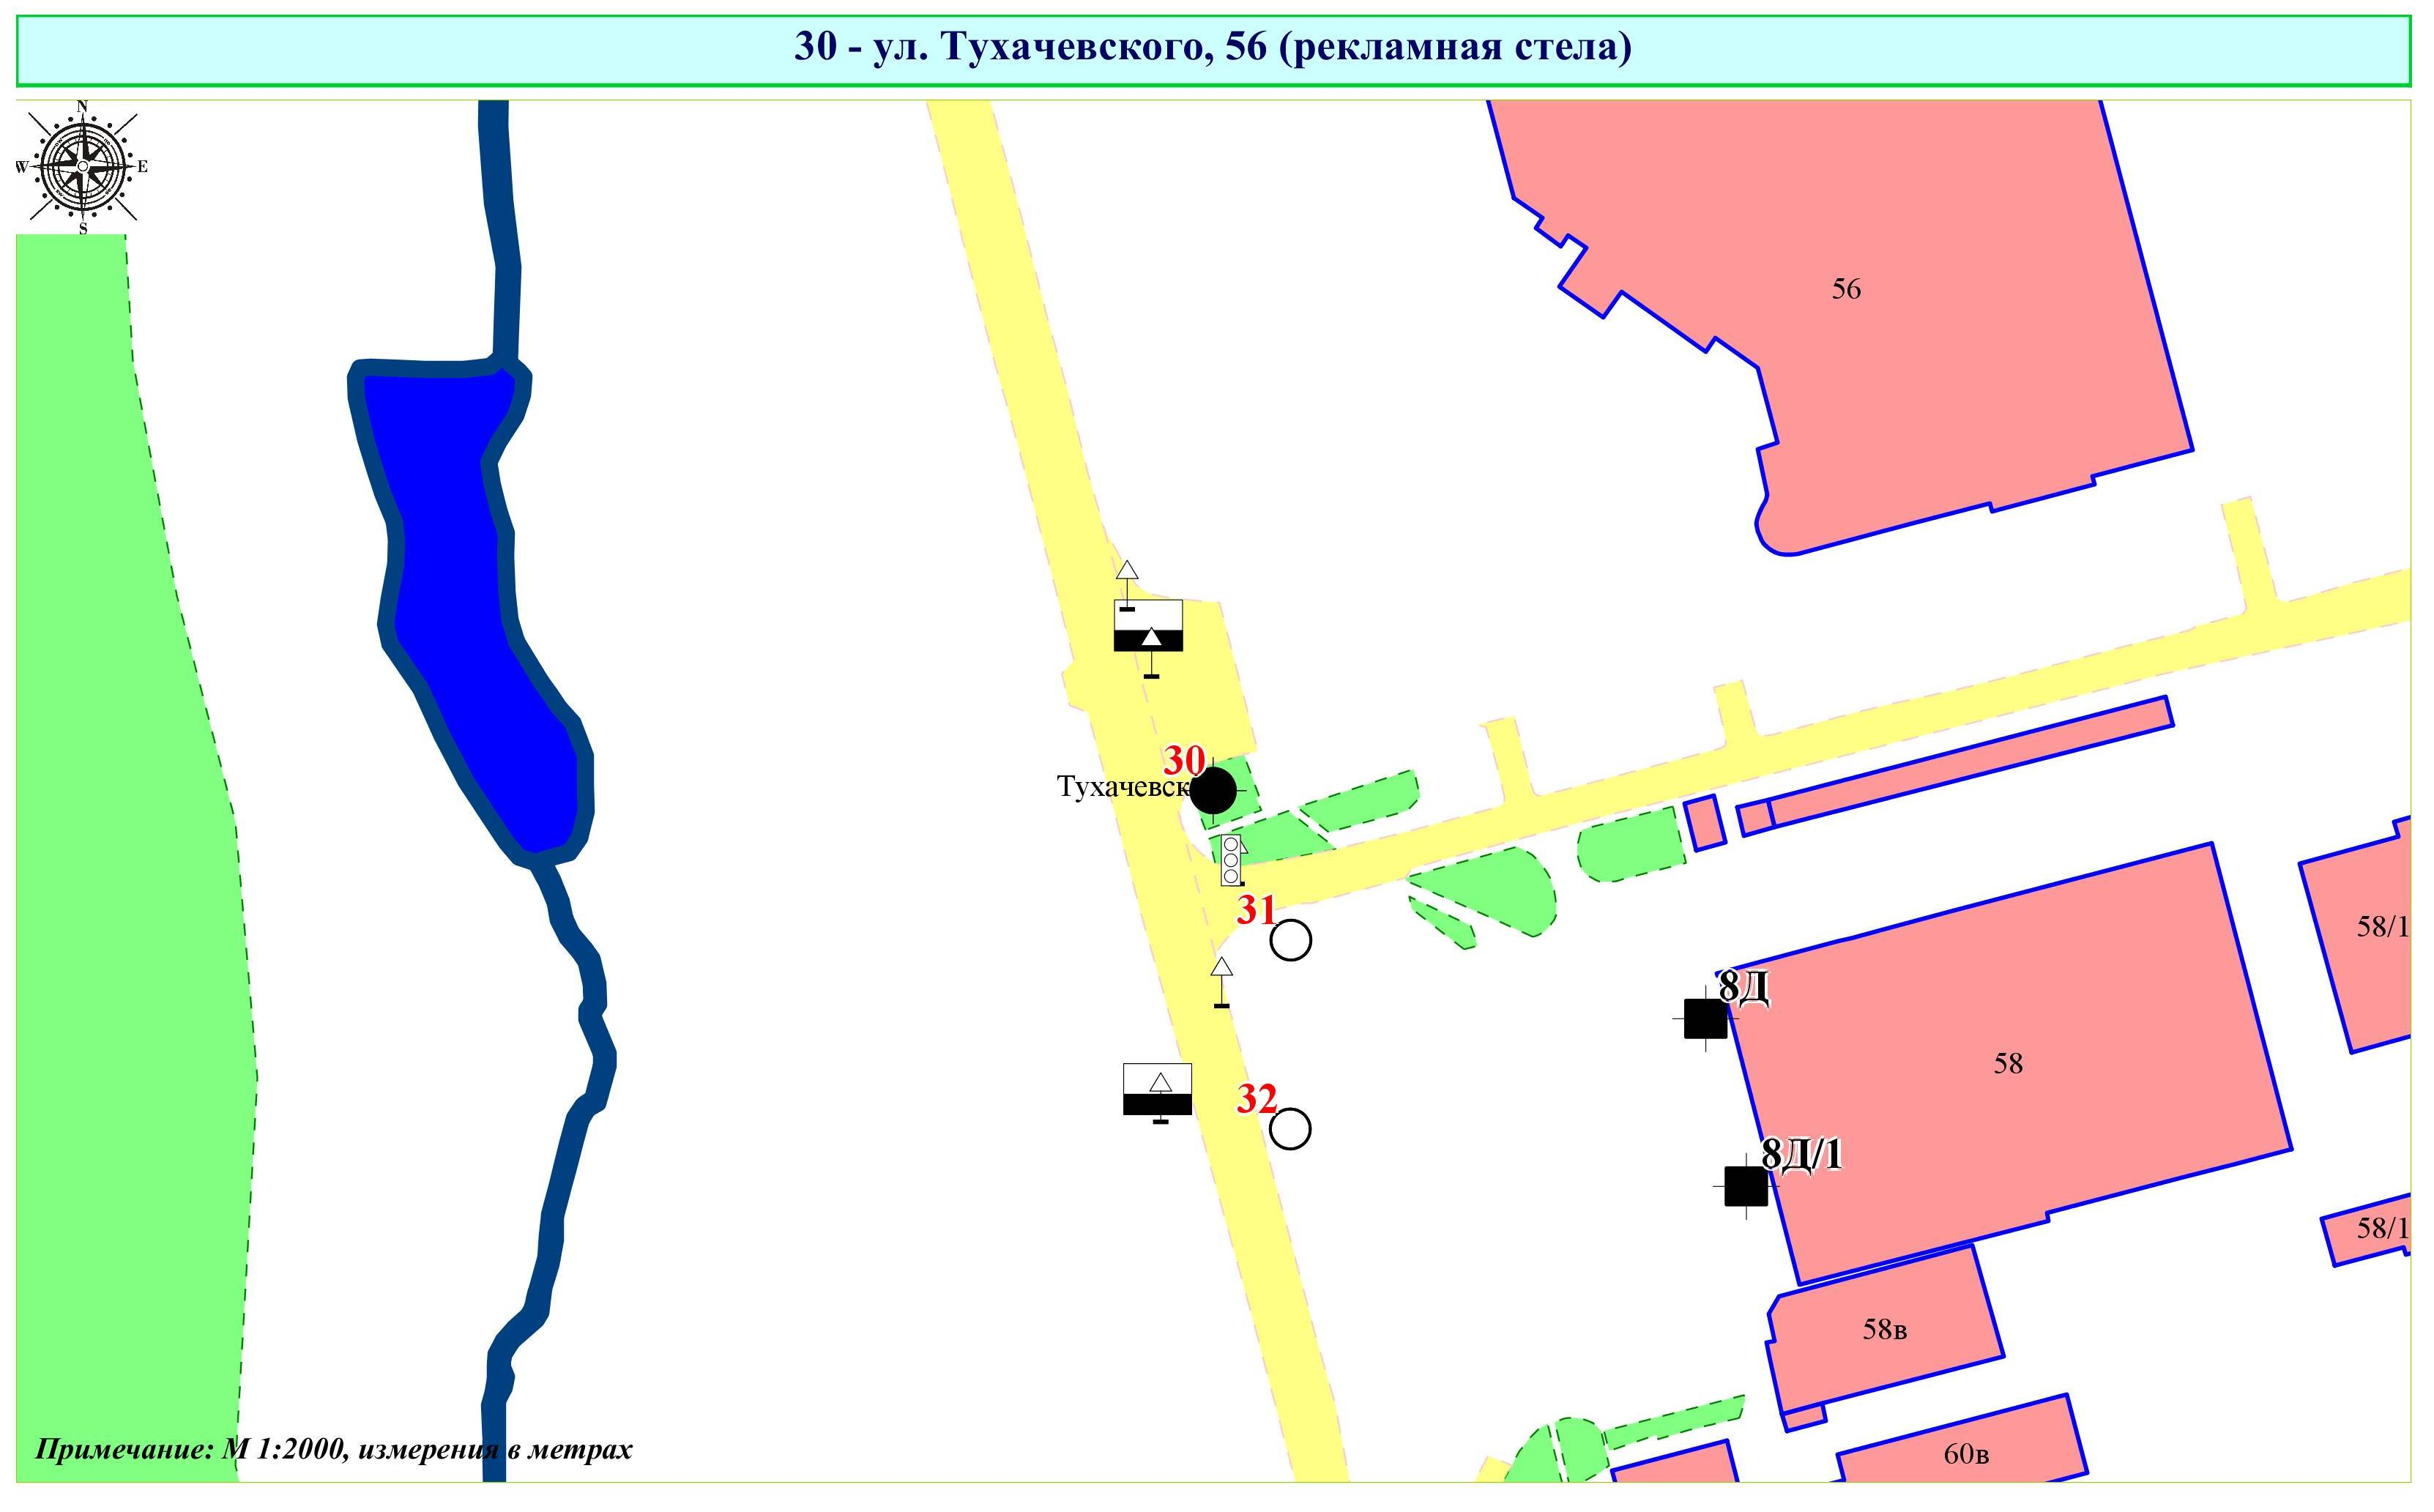 30 - ул. Тухачевского, 56 (рекламная стела)
N
W E
S
56
30
Тухачевск
31
58/1
8Д
58
32
8Д/1
58/1
58в
Примечание: М 1:2000, измерения в метрах
60в